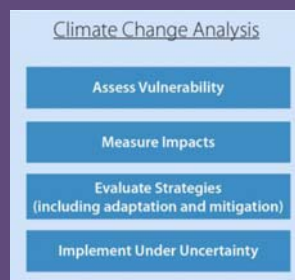 Climate Change Analysis
Assess Vulnerability
Measure Impacts
Evaluate Strategies
(including adaptation and mitigation)
Implement Under Uncertainty